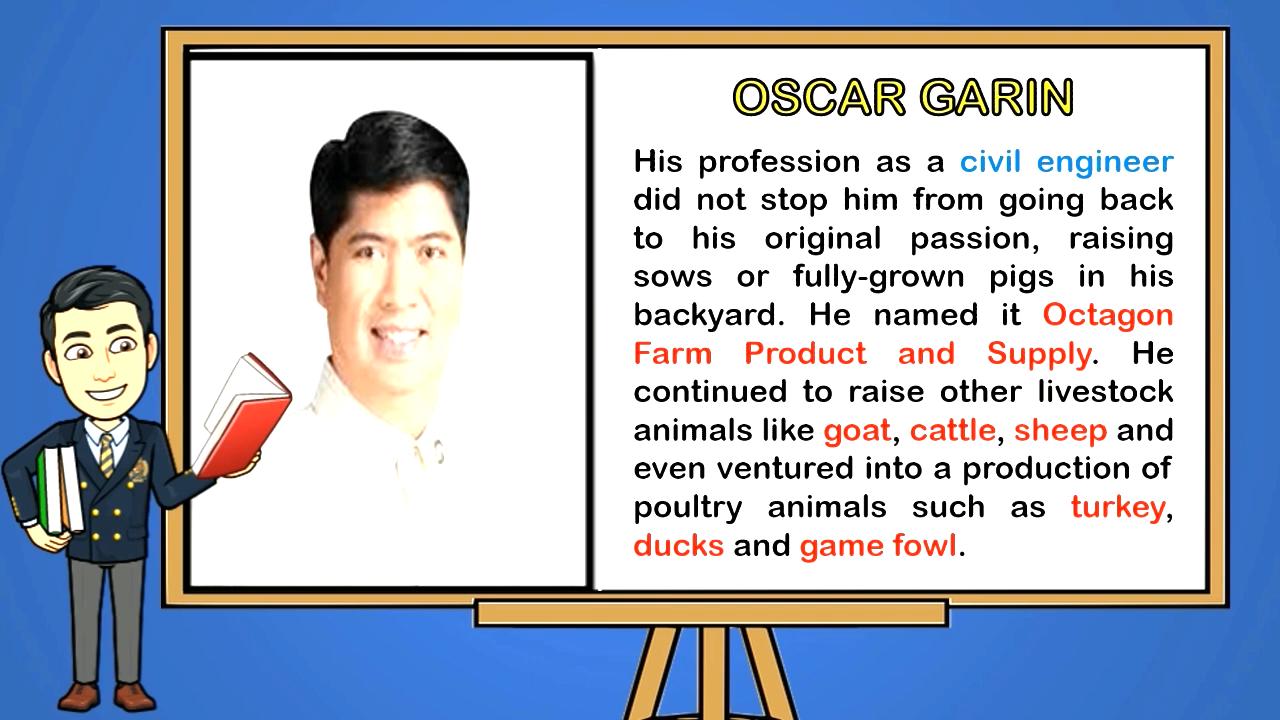 OSCAR GARIN
His profession as a civil engineer
did not stop him from going back
to his original passion, raising
sows or fully-grown pigs in his
backyard. He named it Octagon
Farm Product and Supply. He
continued to raise other livestock
animals like goat, cattle, sheep and
even ventured into a production of
poultry animals such as turkey,
ducks and game fowl.